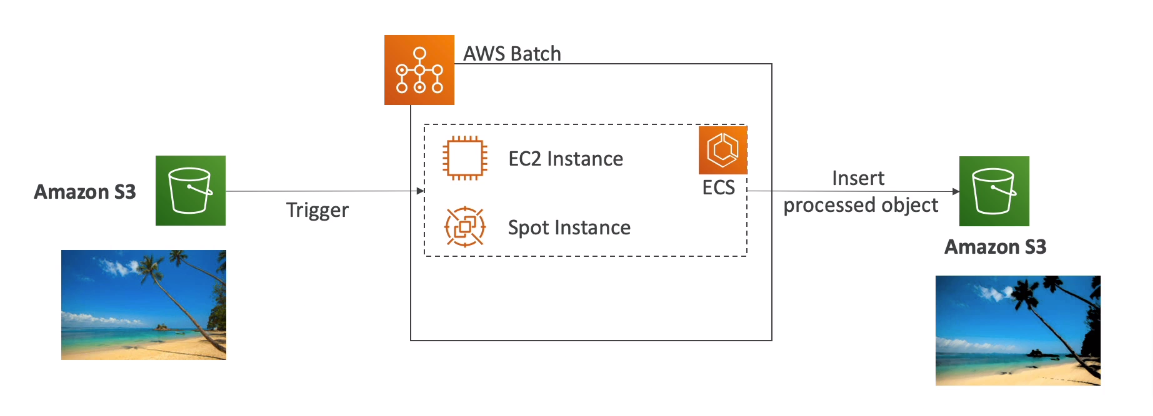 AWS Batch
EC2 Instance
ECS
Spot Instance
Amazon S3
Trigger
Insert
processed object
Amazon S3